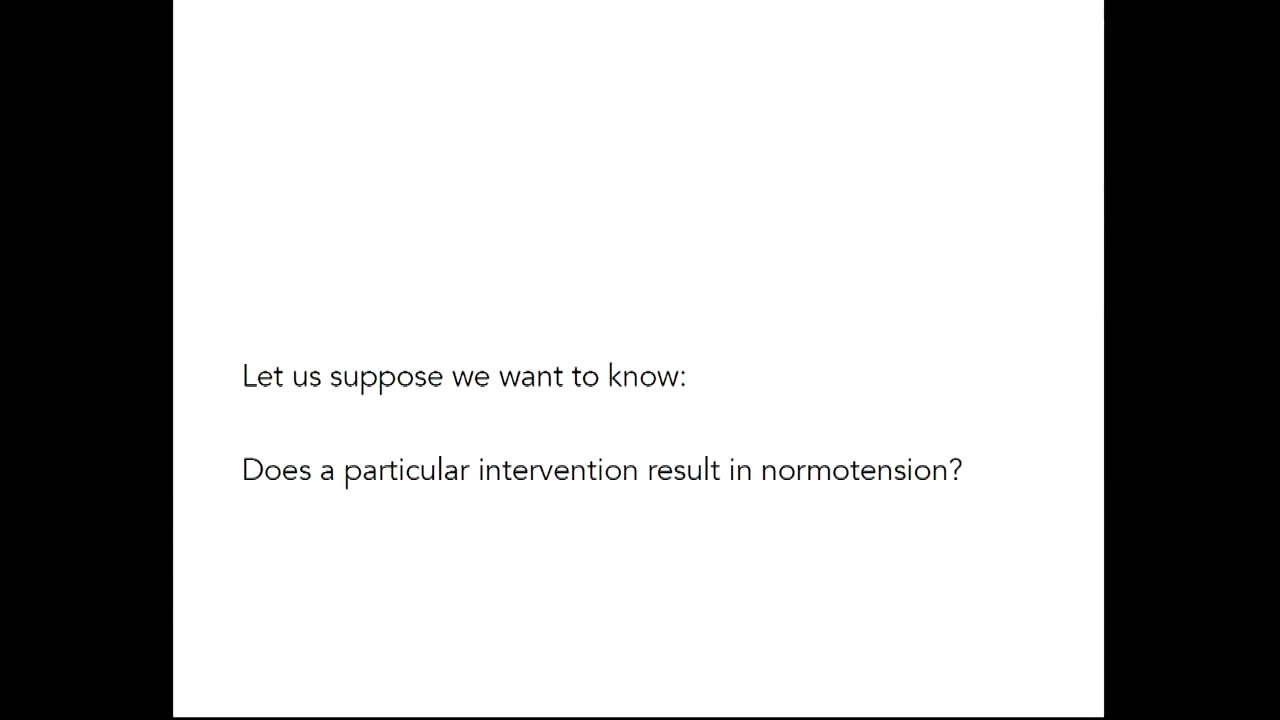 Let us suppose we want to know:
Does a particular intervention result in normotension?